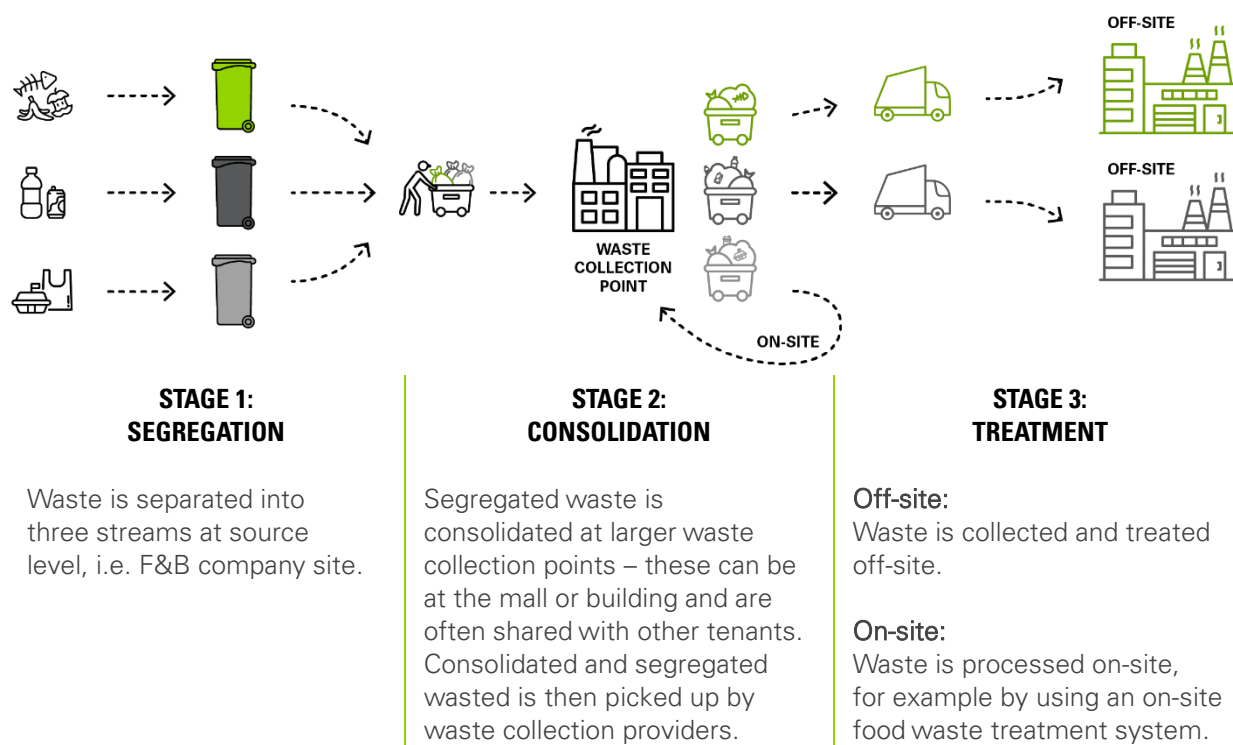 OFF-SITE
OFF-SITE
WASTE
COLLECTION
POINT
ON-SITE
STAGE 1:
SEGREGATION
Waste is separated into
three streams at source
level, i.e. F&B company site.
STAGE 2:
CONSOLIDATION
Segregated waste is
consolidated at larger waste
collection points – these can be
at the mall or building and are
often shared with other tenants.
Consolidated and segregated
wasted is then picked up by
waste collection providers.
STAGE 3:
TREATMENT
Off-site:
Waste is collected and treated
off-site.
On-site:
Waste is processed on-site,
for example by using an on-site
food waste treatment system.